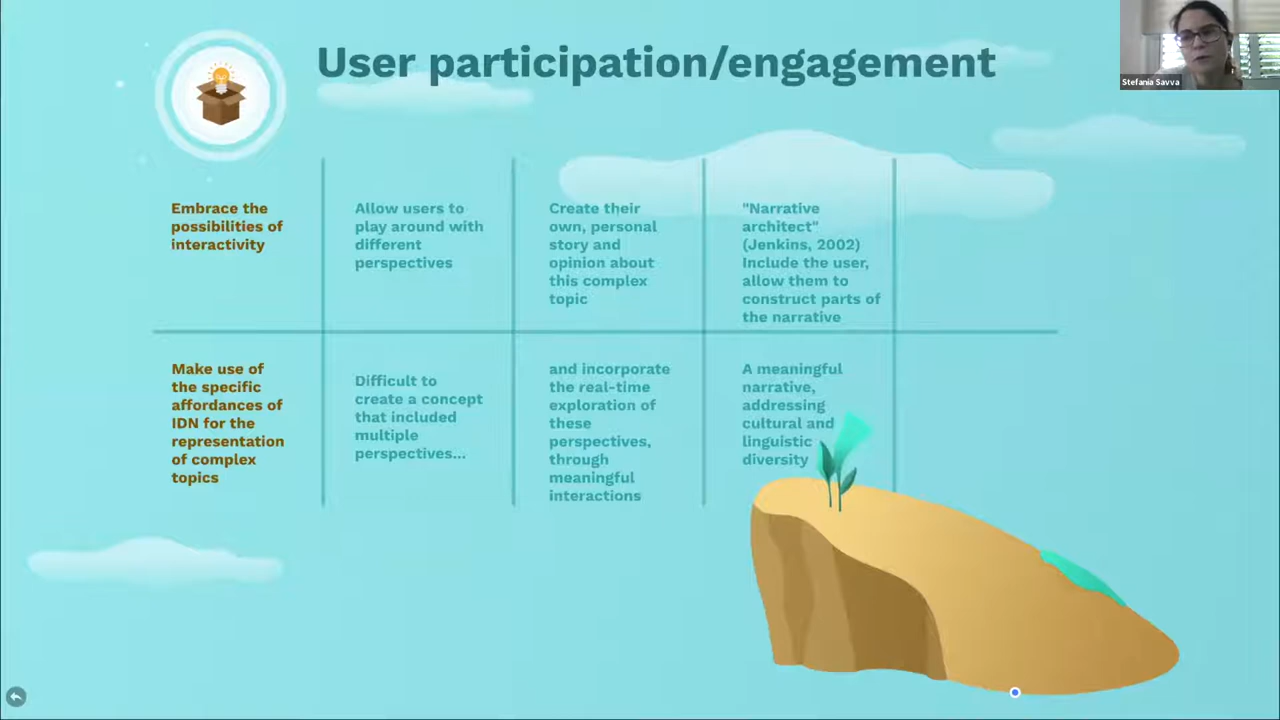 User participation/engagement
Stefania Savva
Embrace the
possibilities of
interactivity
Allow users to
play around with
different
perspectives
Create their
own, personal
story and
opinion about
this complex
topic
"Narrative
architect"
(Jenkins, 2002)
Include the user,
allow them to
construct parts of
the narrative
Make use of
the specific
affordances of
IDN for the
representation
of complex
topics
Difficult to
create a concept
that included
multiple
perspectives...
and incorporate
the real-time
exploration of
these
perspectives,
through
meaningful
interactions
A meaningful
narrative,
addressing
cultural and
linguistic
diversity